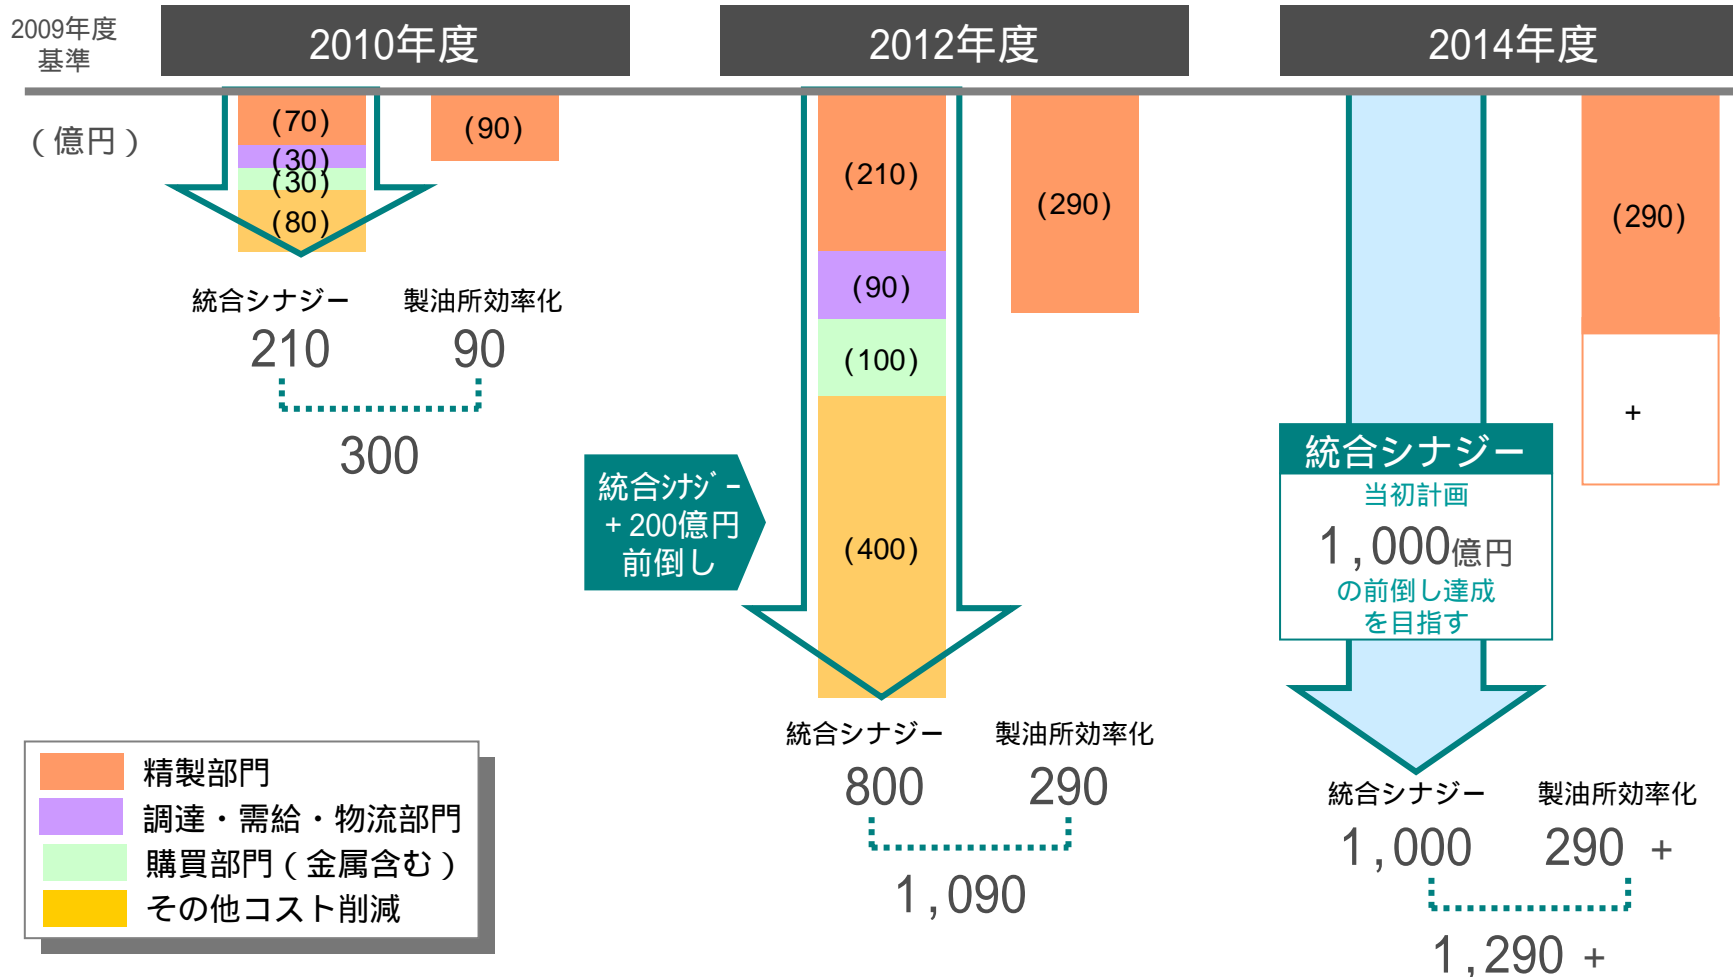 2009年度
基準
2010年度
2012年度
2014年度
（億円）
(70)
(30)
(30)
(80)
(90)
統合シナジー
製油所効率化
210
90
300
統合ｼﾅｼﾞｰ
+ 200億円
前倒し
(210)
(90)
(100)
(400)
(290)
統合シナジー
製油所効率化
800
290
1,090
(290)
+
統合シナジー
当初計画
1,000億円
の前倒し達成
を目指す
統合シナジー
製油所効率化
1,000
290 +
1,290 +
精製部門
調達・需給・物流部門
購買部門（金属含む）
その他コスト削減